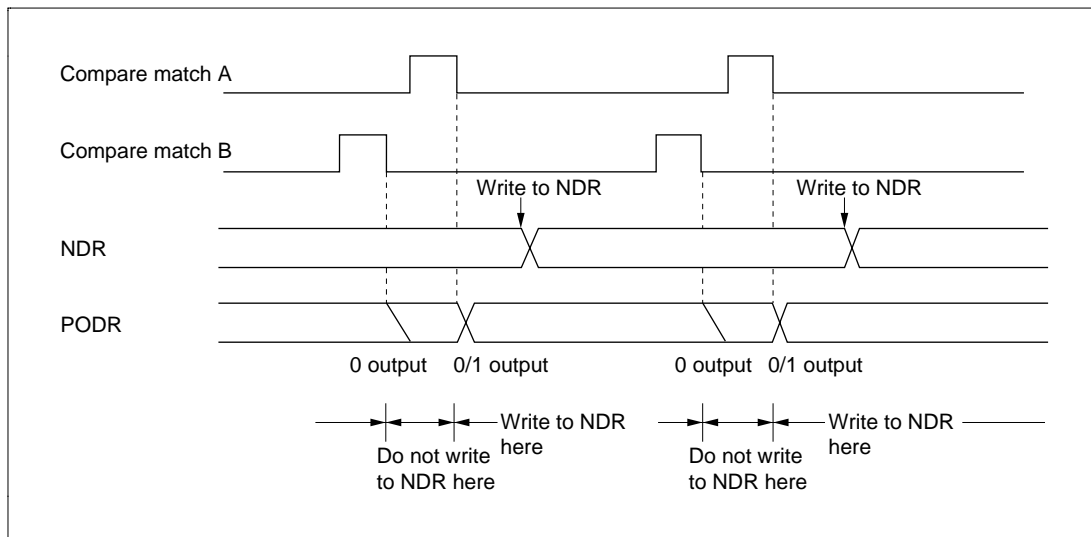 Compare match A
Compare match B
Write to NDR
Write to NDR
NDR
PODR
0 output
0/1 output
0 output
0/1 output
Write to NDR
here
Write to NDR
here
Do not write
to NDR here
Do not write
to NDR here